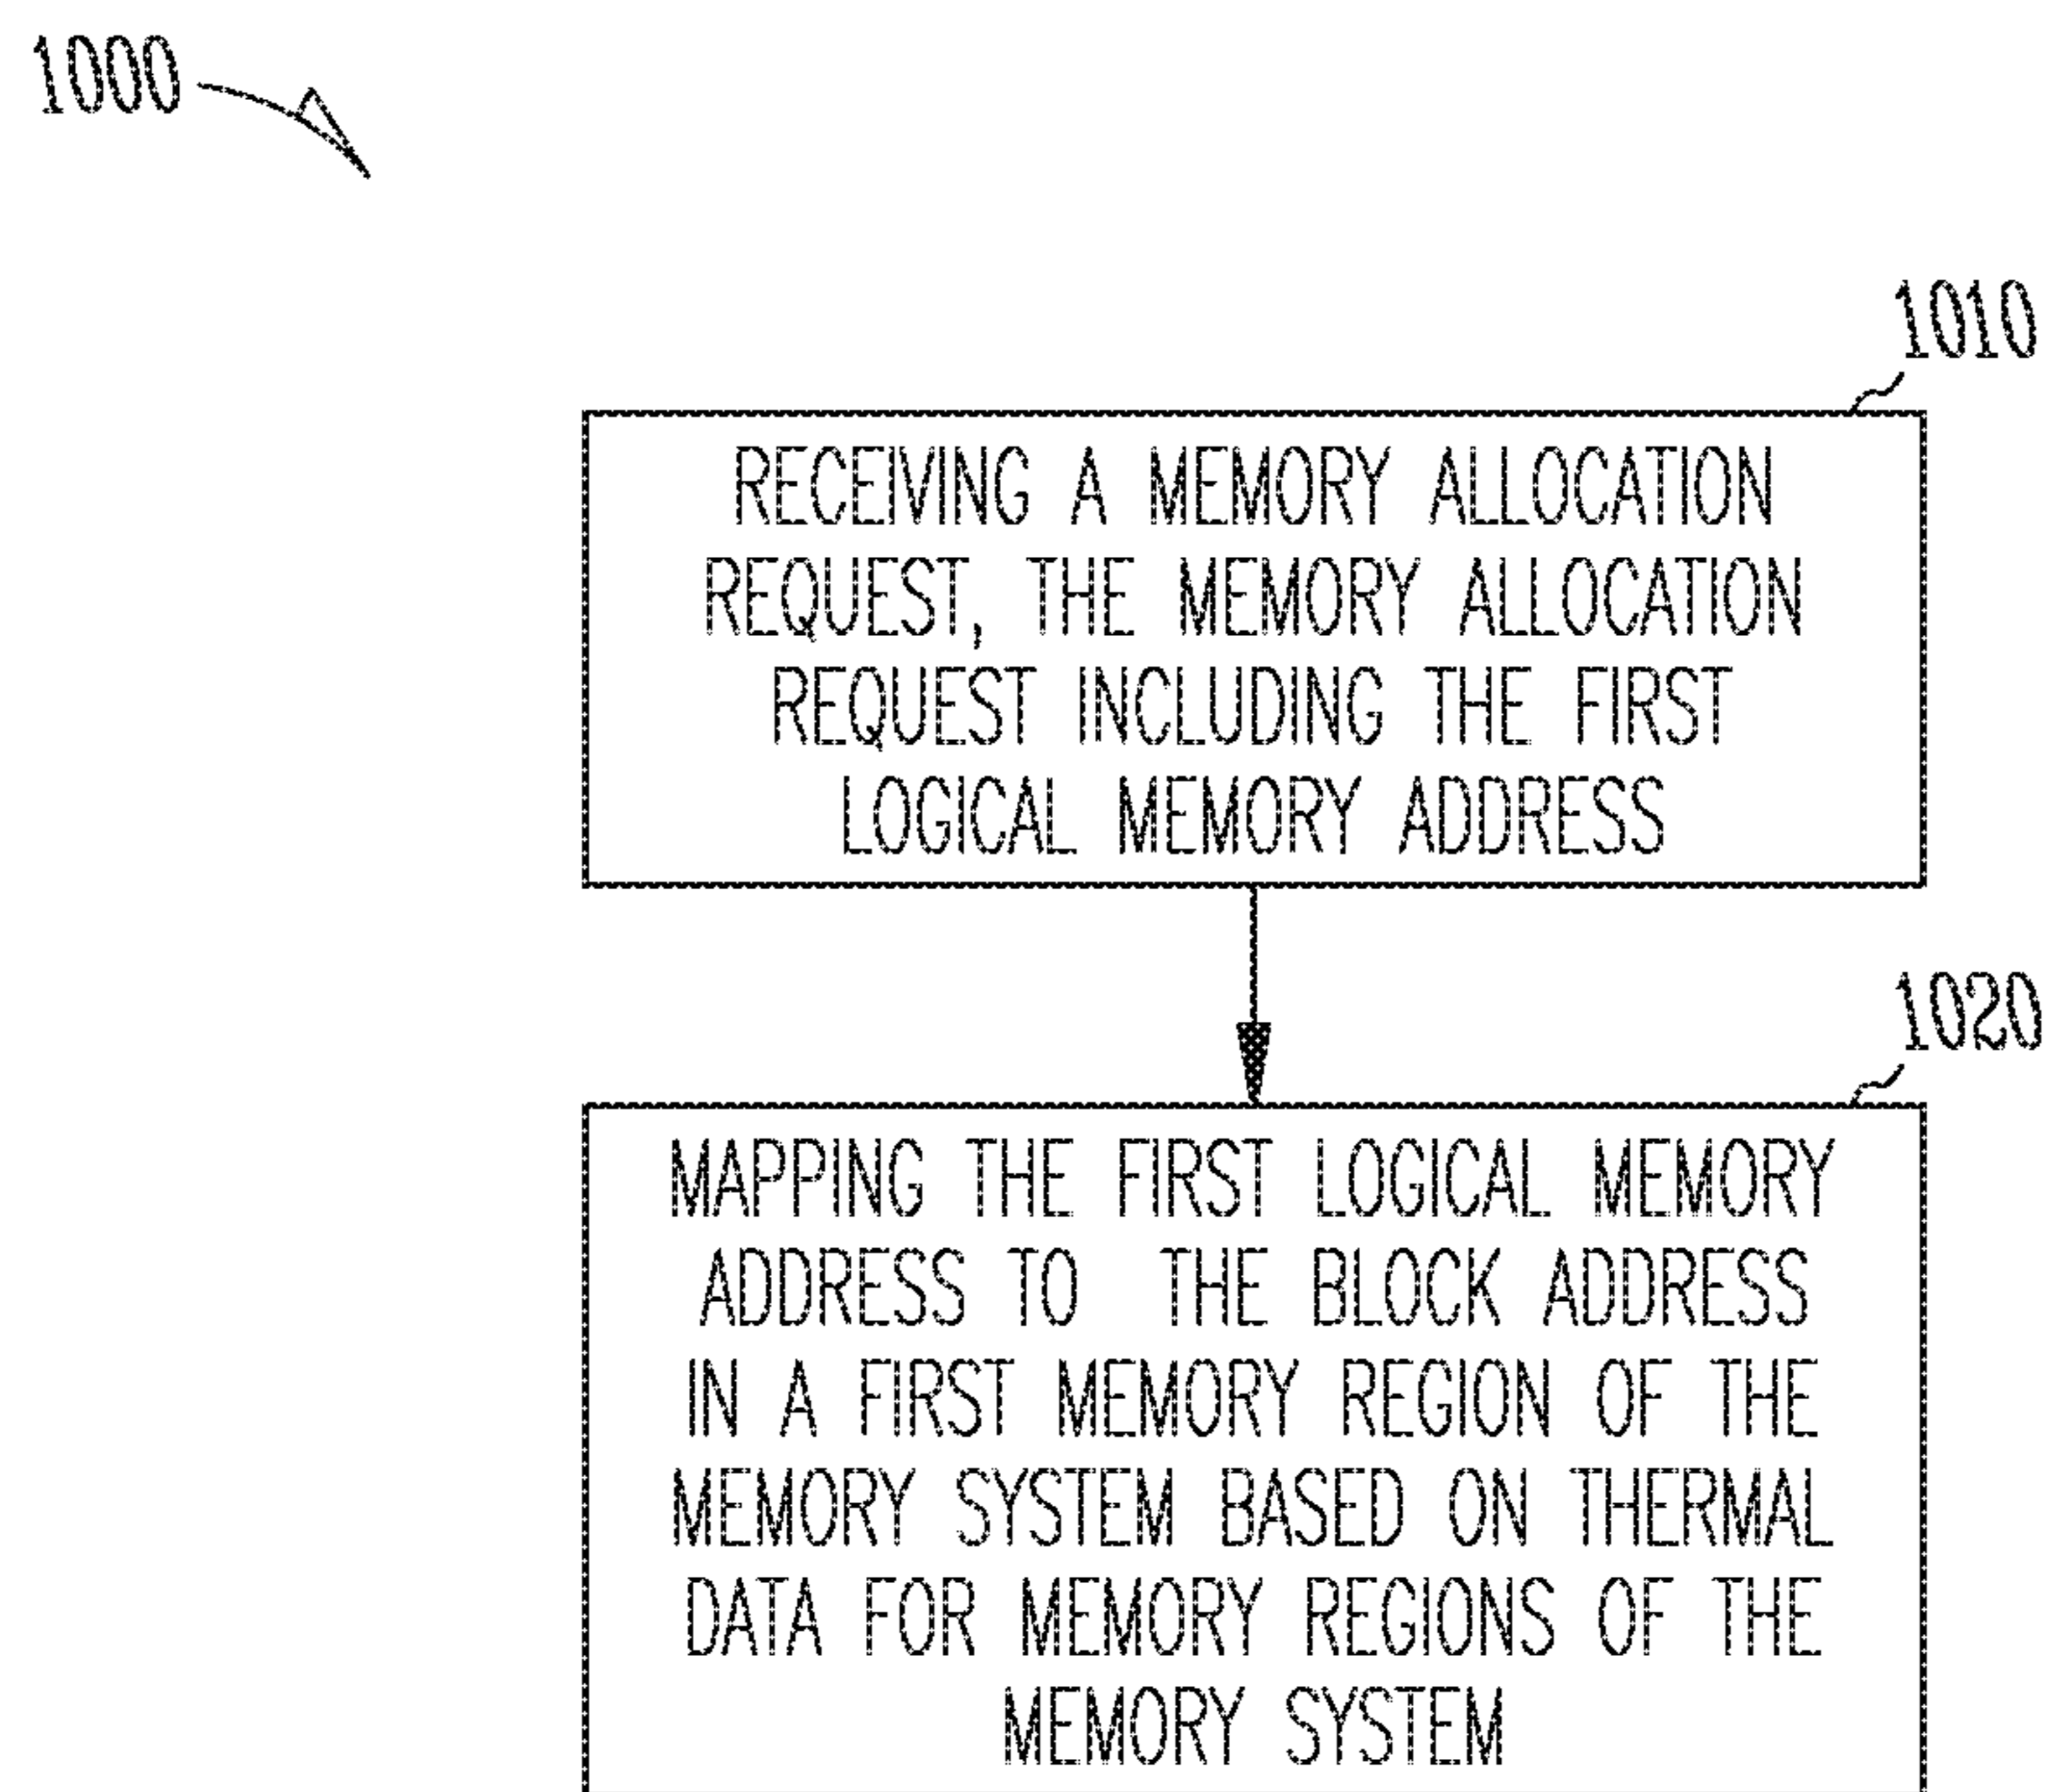 1000
1010
RECEIVING A MEMORY ALLOCATION
REQUEST, THE MEMORY ALLOCATION
REQUEST INCLUDING THE FIRST
LOGICAL MEMORY ADDRESS
1020
MAPPING THE FIRST LOGICAL MEMORY
ADDRESS TO THE BLOCK ADDRESS
IN A FIRST MEMORY REGION OF THE
MEMORY SYSTEM BASED ON THERMAL
DATA FOR MEMORY REGIONS OF THE
MEMORY SYSTEM